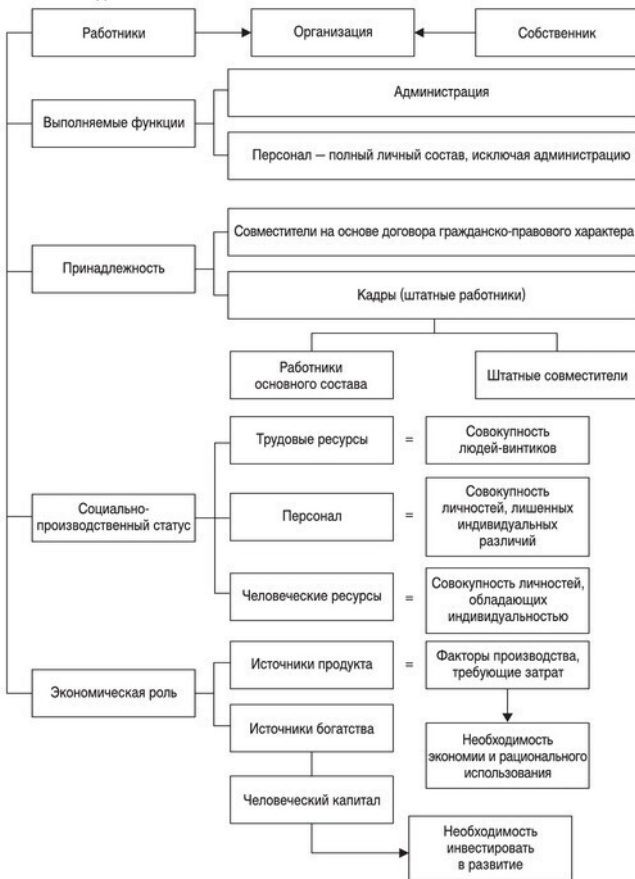 Работники
Организация
Собственник
Администрация
Выполняемые функции
Персонал — полный личный состав, исключая администрацию
Совместители на основе договора гражданско-правового характера
Принадлежность
Кадры (штатные работники)
Работники
основного состава
Штатные совместители
Трудовые ресурсы
=
Совокупность
людей-винтиков
Социально-
производственный статус
Персонал
=
Совокупность
личностей, лишенных
индивидуальных
различий
Человеческие ресурсы
=
Совокупность личностей,
обладающих
индивидуальностью
Экономическая роль
Источники продукта
=
Факторы производства,
требующие затрат
Источники богатства
Необходимость
экономии и рационального
использования
Человеческий капитал
Необходимость
инвестировать
в развитие